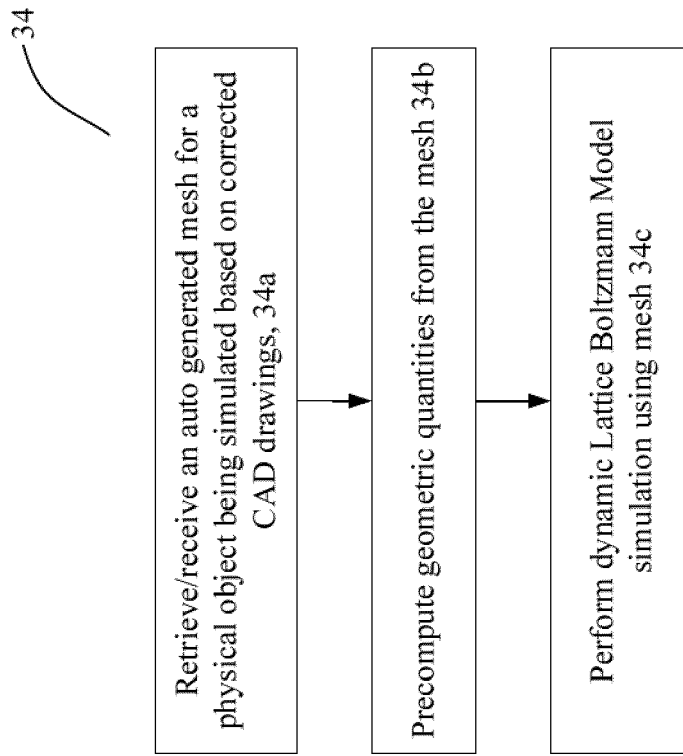 34
Retrieve/receive an auto generated mesh for a
physical object being simulated based on corrected
CAD drawings, 34a
Precompute geometric quantities from the mesh 34b
Perform dynamic Lattice Boltzmann Model
simulation using mesh 34c